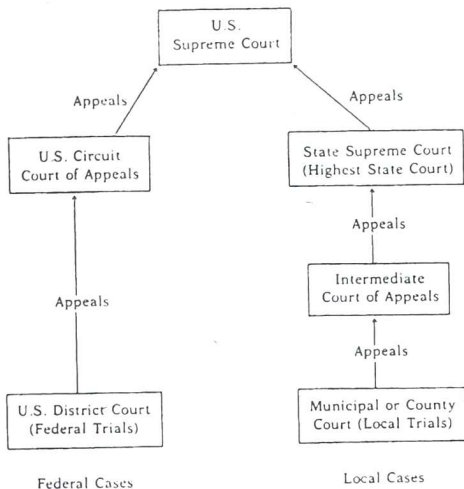 U.S.
Supreme Court
Appeals
Appeals
U.S. Circuit
Court of Appeals
State Supreme Court
(Highest State Court)
Appeals
Intermediate
Court of Appeals
Appeals
Appeals
U.S. District Court
(Federal Trials)
Municipal or County
Court (Local Trials)
Federal Cases
Local Cases